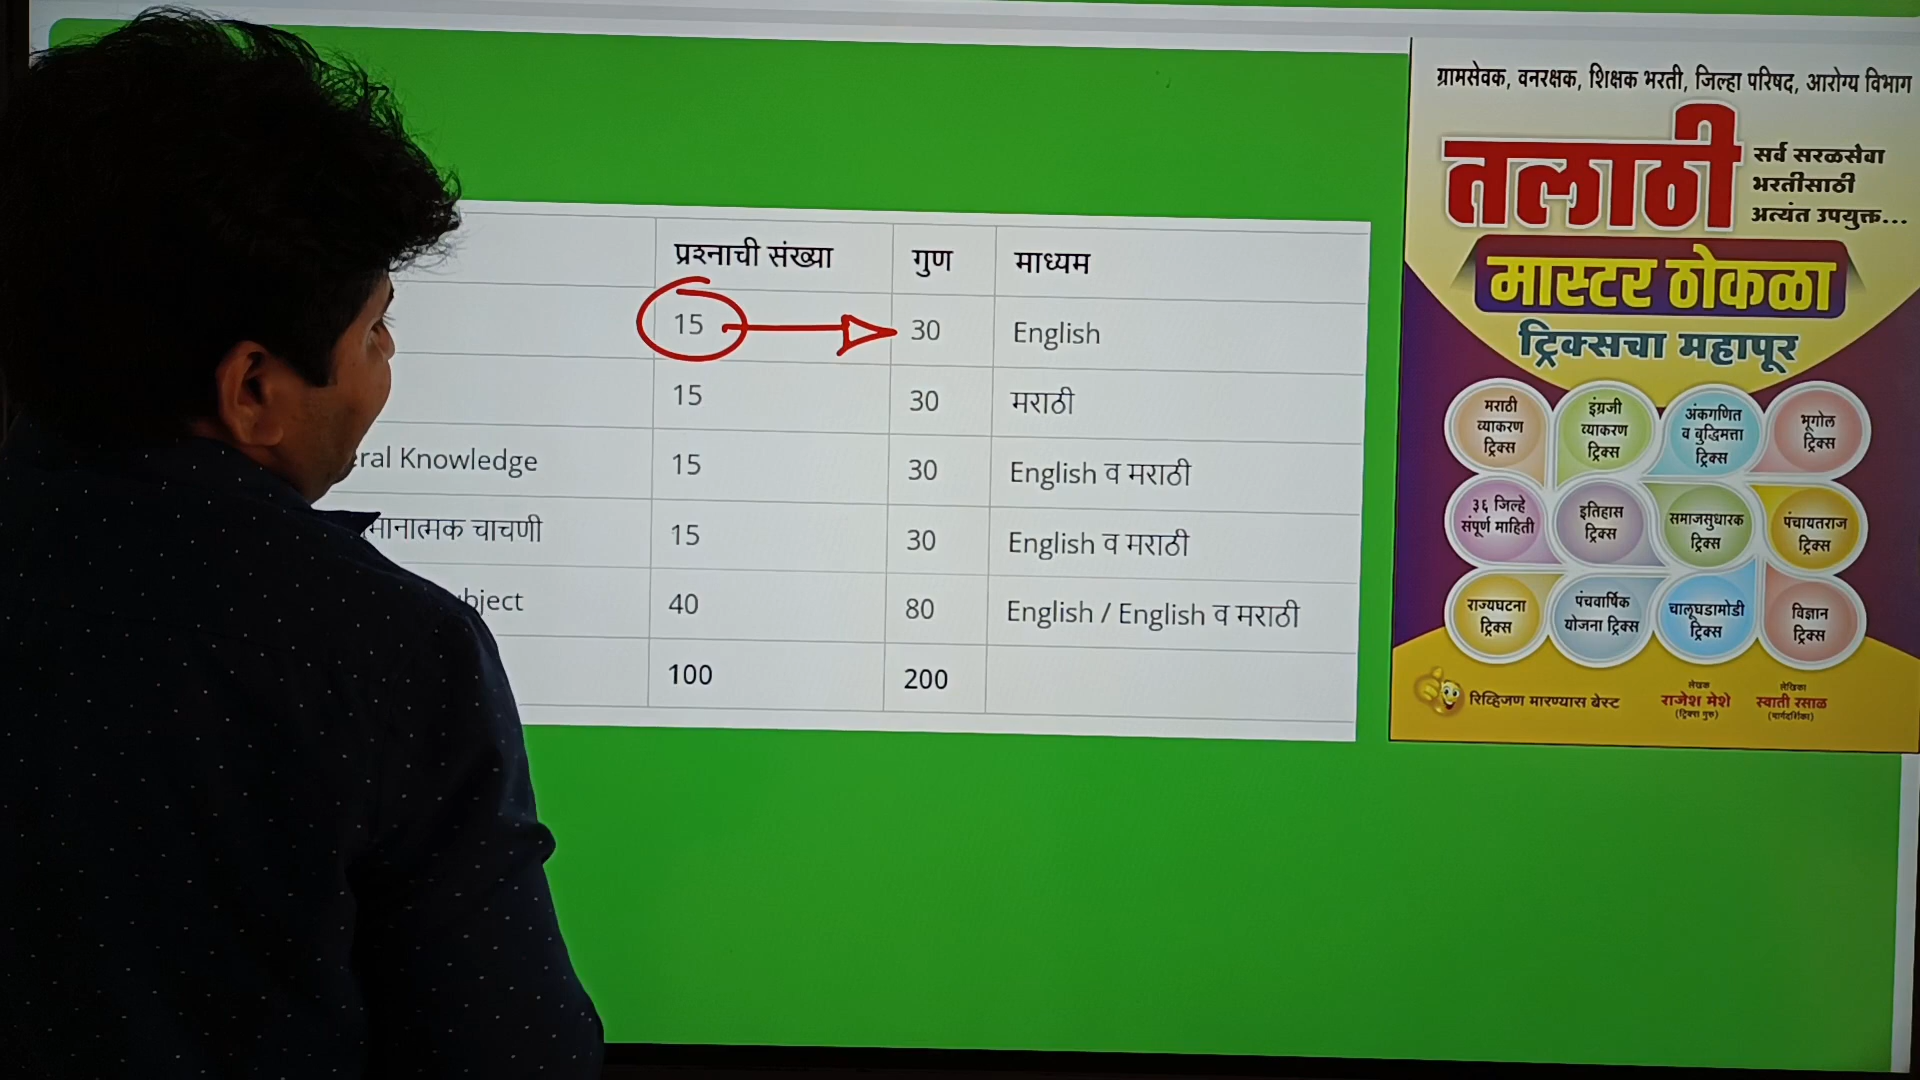 प्रश्नाची संख्या गुण माध्यम
15 30 English
15 30 मराठी
Knowledge 15 30 English व मराठी
चाचणी 15 30 English व मराठी
40 80 English / English व मराठी
100 200
ग्रामसेवक, वनरक्षक, शिक्षक भरती, जिल्हा परिषद, आरोग्य विभाग
तलाठी
सर्व सरळसेवा
भरतीसाठी
अत्यंत उपयुक्त...
मास्टर ठोकळा
ट्रिक्सचा महापूर
मराठी
व्याकरण
ट्रिक्स
इंग्रजी
व्याकरण
ट्रिक्स
अंकगणित
व बुद्धिमत्ता
ट्रिक्स
भूगोल
ट्रिक्स
३६ जिल्हे
संपूर्ण माहिती
इतिहास
ट्रिक्स
समाजसुधारक
ट्रिक्स
पंचायतराज
ट्रिक्स
राज्यघटना
ट्रिक्स
पंचवार्षिक
योजना ट्रिक्स
चालूघडामोडी
ट्रिक्स
विज्ञान
ट्रिक्स
रिव्हिजण मारण्यास बेस्ट
लेखक
राजेश मेशे
(ट्रिक्स गुरु)
लेखिका
स्वाती रसाळ
(मार्गदर्शिका)